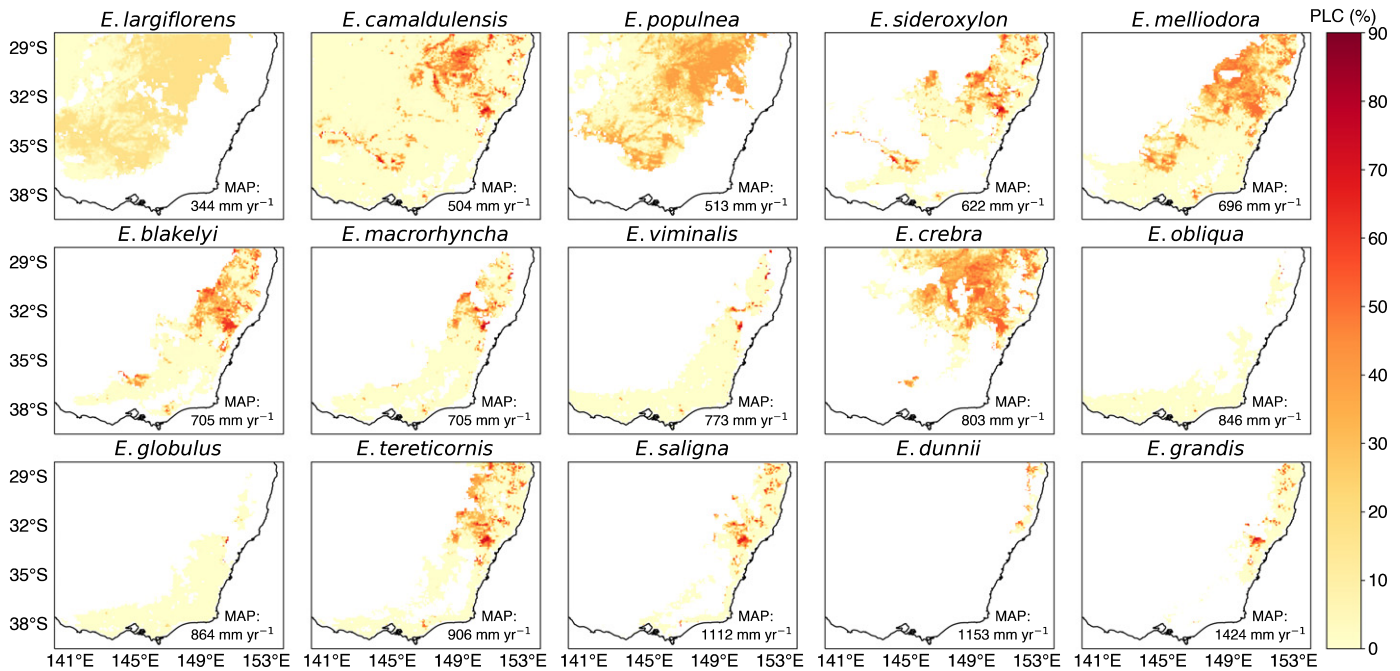 E. largiflorens E. camaldulensis E. populnea E. sideroxylon E. melliodora PLC (%)
90
29°S
80
32°S
70
35°S
38°S
MAP: MAP: MAP: MAP: MAP:
344 mm yr⁻¹ 504 mm yr⁻¹ 513 mm yr⁻¹ 622 mm yr⁻¹ 696 mm yr⁻¹
E. blakelyi E. macrorhyncha E. viminalis E. crebra E. obliqua
60
29°S
50
32°S
40
35°S
38°S
MAP: MAP: MAP: MAP: MAP:
705 mm yr⁻¹ 705 mm yr⁻¹ 773 mm yr⁻¹ 803 mm yr⁻¹ 846 mm yr⁻¹
30
E. globulus E. tereticornis E. saligna E. dunnii E. grandis
29°S
20
32°S
10
35°S
38°S
MAP: MAP: MAP: MAP: MAP:
864 mm yr⁻¹ 906 mm yr⁻¹ 1112 mm yr⁻¹ 1153 mm yr⁻¹ 1424 mm yr⁻¹
0
141°E 145°E 149°E 153°E 141°E 145°E 149°E 153°E 141°E 145°E 149°E 153°E 141°E 145°E 149°E 153°E 141°E 145°E 149°E 153°E